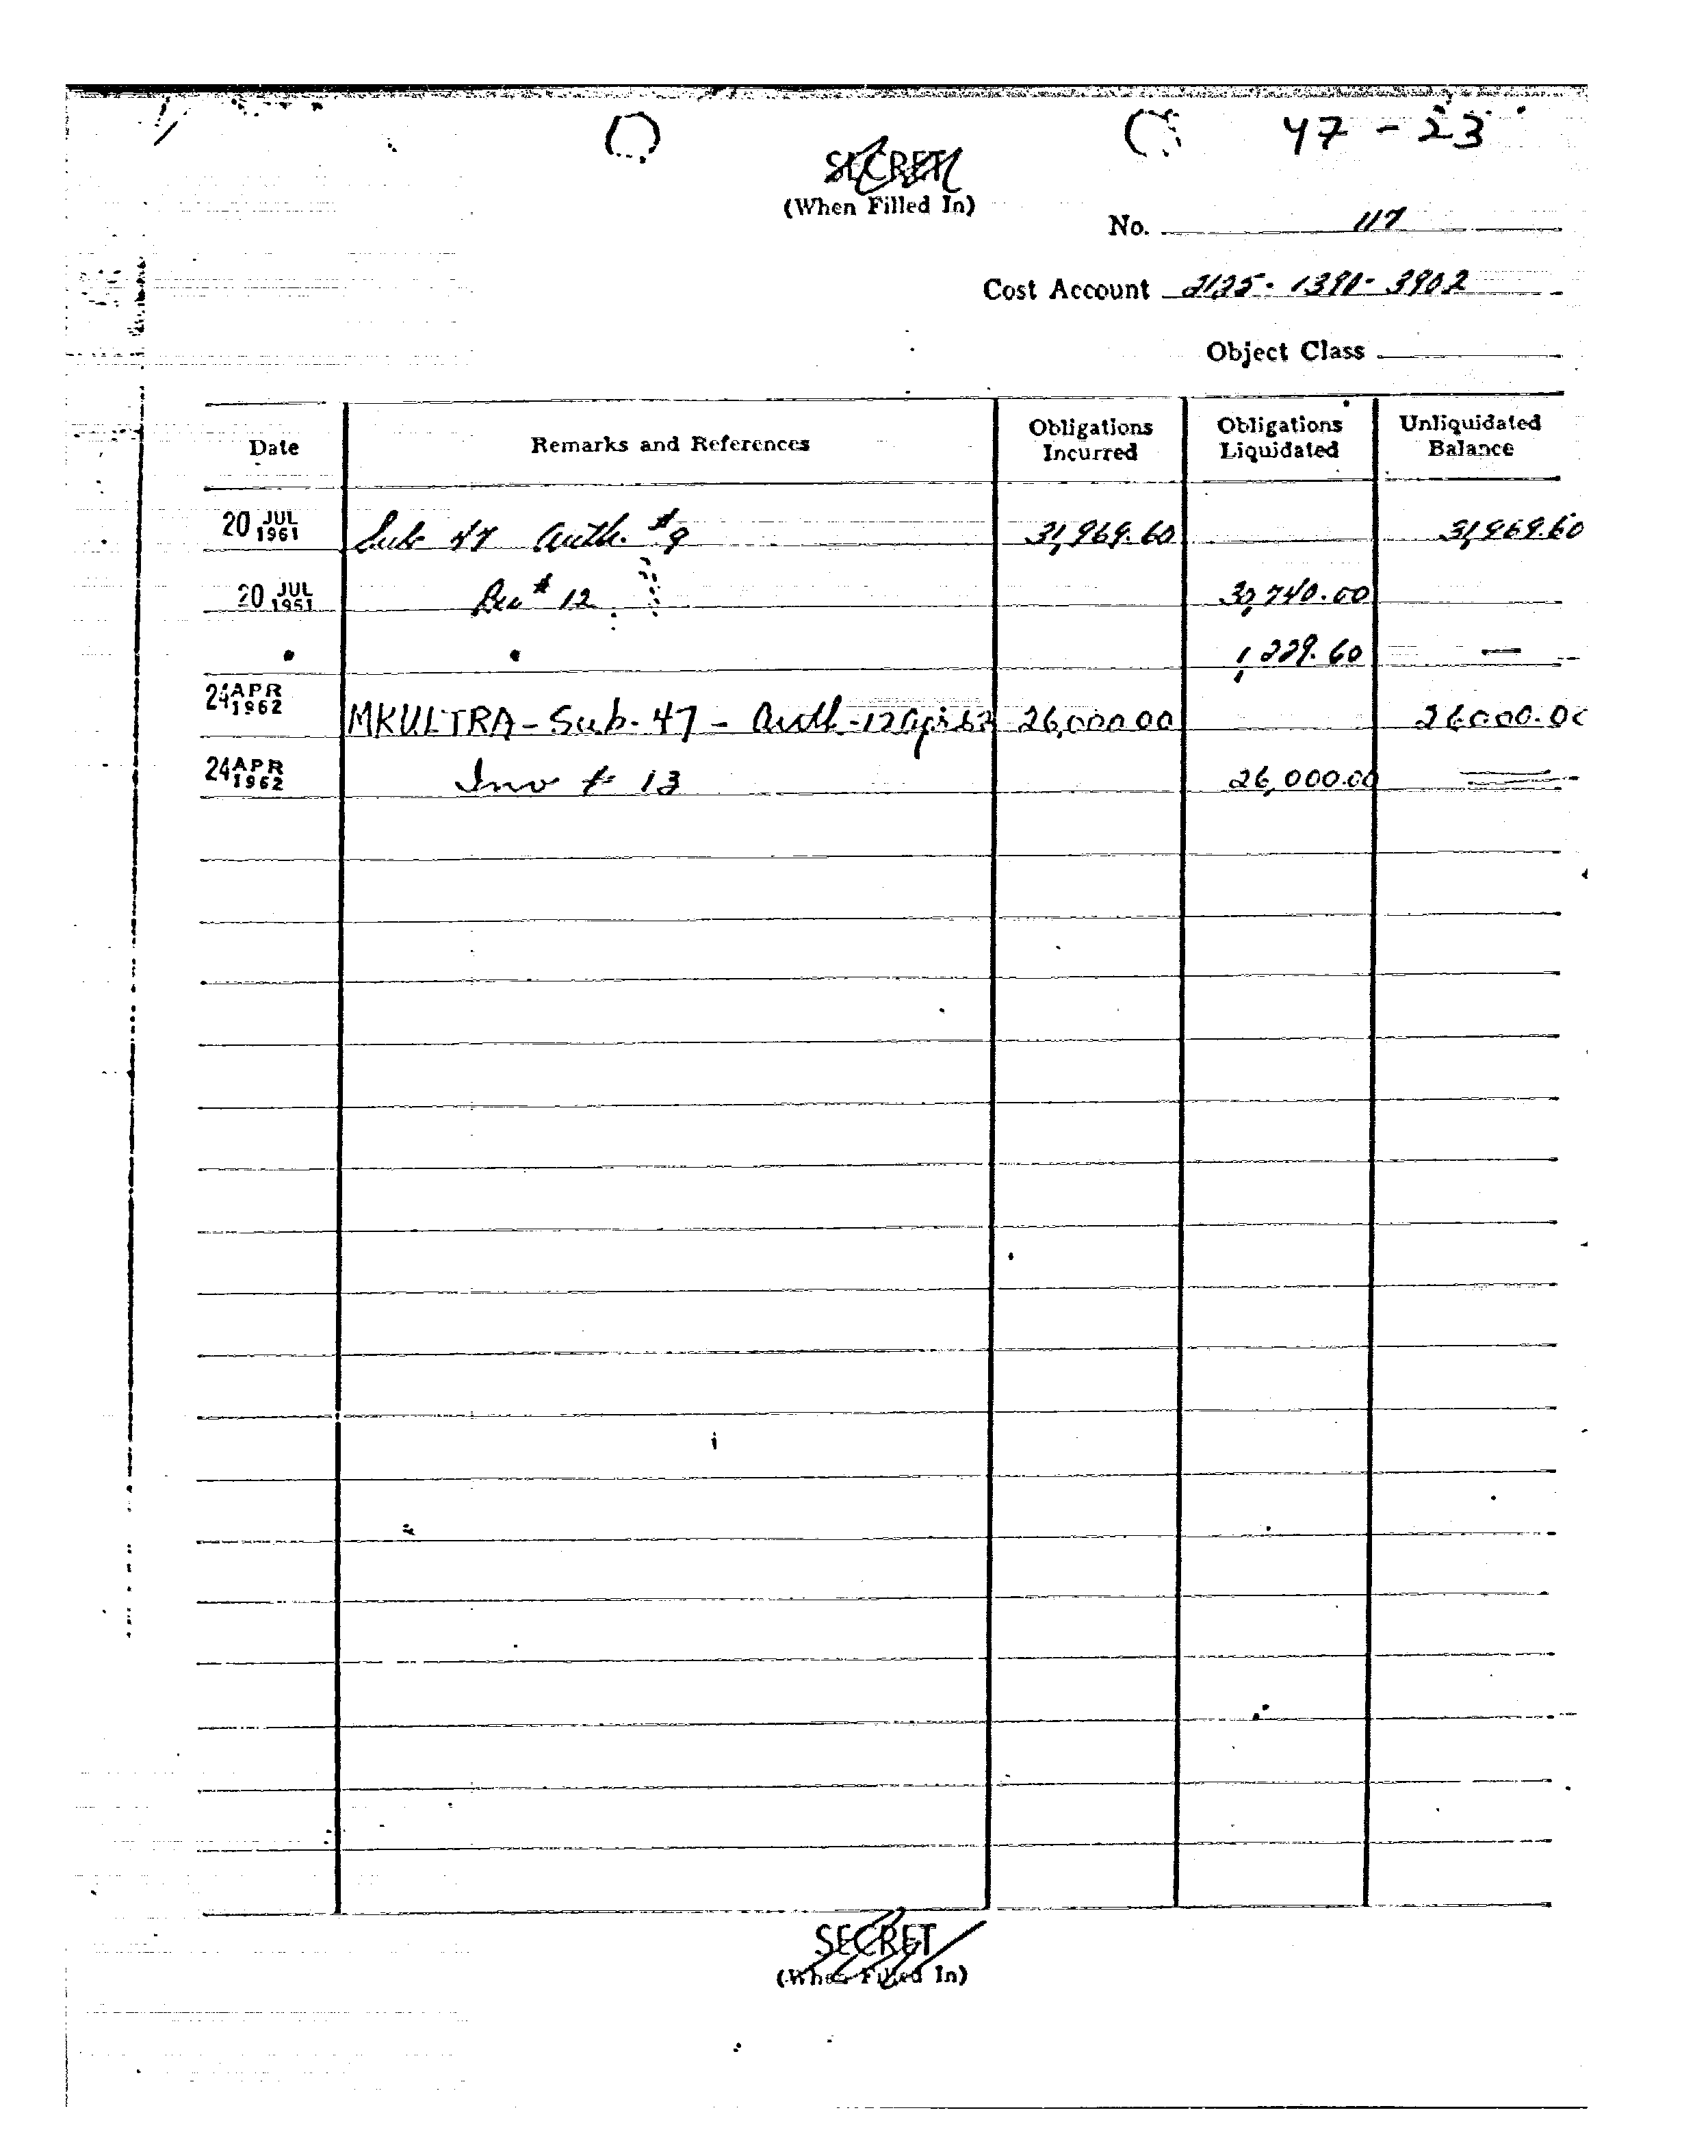 47 - 23
SECRET
(When Filled In)
No. 117
Cost Account 2125-1390-3902
Object Class
Date Remarks and References Obligations Incurred Obligations Liquidated Unliquidated Balance
20 JUL 1961 Sub 47 Auth. #9 31,969.60 31,969.60
20 JUL 1961 #12 30,740.00
" " 1,229.60 —
24 APR 1962 MKULTRA - Sub. 47 - Auth - 12 Apr 62 26,000.00 26,000.00
24 APR 1962 Inv # 13 26,000.00
SECRET
(When Filled In)